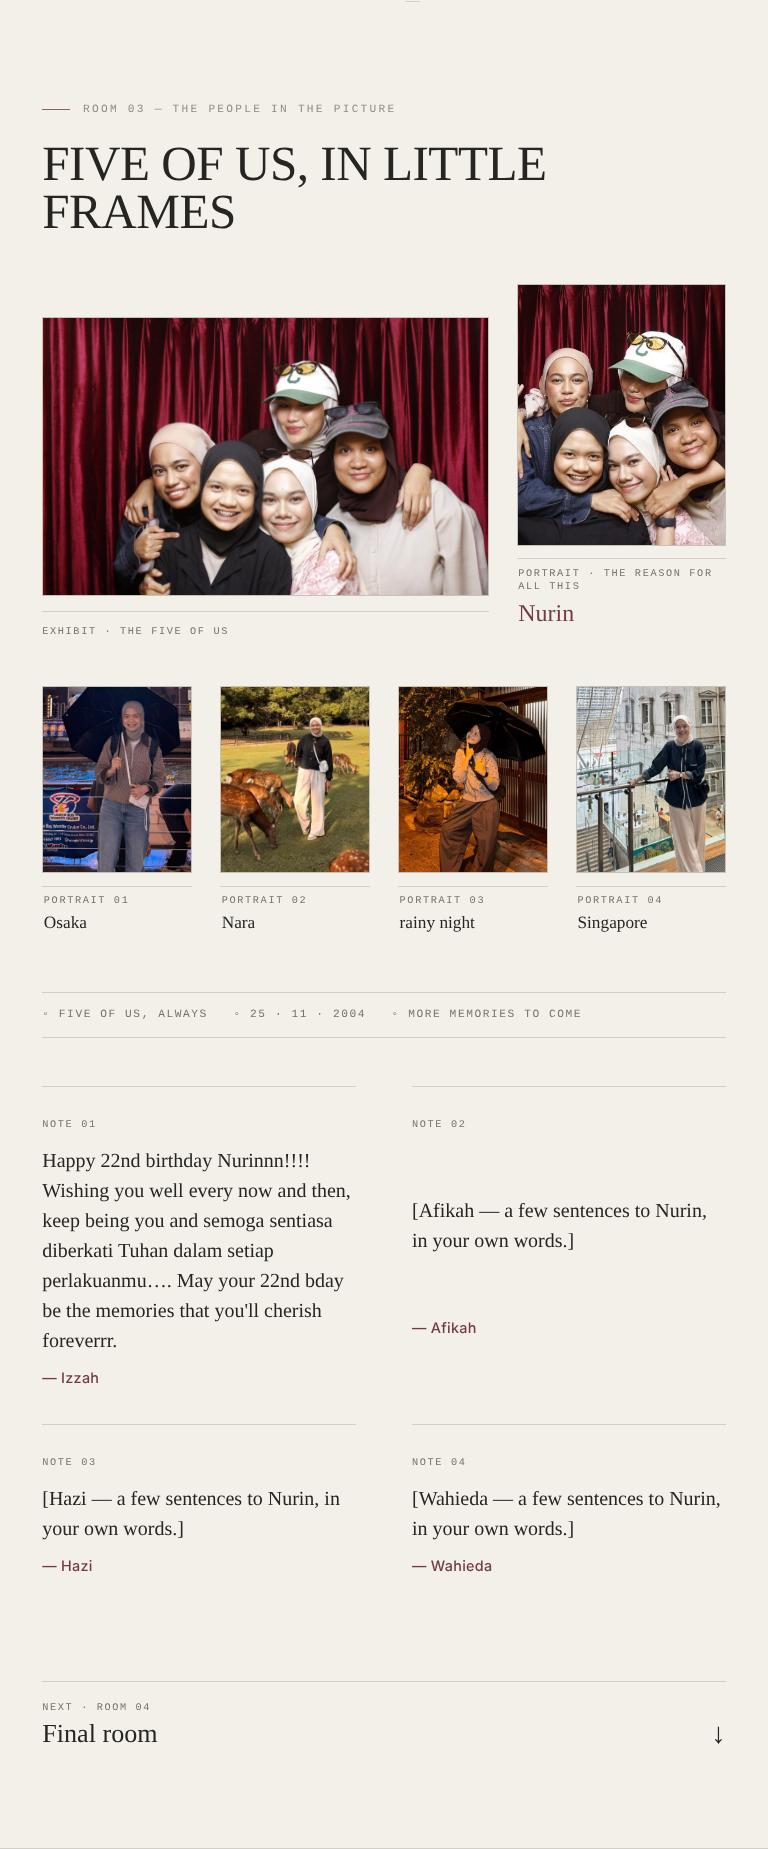 ROOM 03 — THE PEOPLE IN THE PICTURE
FIVE OF US, IN LITTLE
FRAMES
EXHIBIT · THE FIVE OF US
PORTRAIT · THE REASON FOR
ALL THIS
Nurin
PORTRAIT 01
Osaka
PORTRAIT 02
Nara
PORTRAIT 03
rainy night
PORTRAIT 04
Singapore
◦ FIVE OF US, ALWAYS ◦ 25 · 11 · 2004 ◦ MORE MEMORIES TO COME
NOTE 01
Happy 22nd birthday Nurinnn!!!!
Wishing you well every now and then,
keep being you and semoga sentiasa
diberkati Tuhan dalam setiap
perlakuanmu…. May your 22nd bday
be the memories that you'll cherish
foreverrr.
— Izzah
NOTE 02
[Afikah — a few sentences to Nurin,
in your own words.]
— Afikah
NOTE 03
[Hazi — a few sentences to Nurin, in
your own words.]
— Hazi
NOTE 04
[Wahieda — a few sentences to Nurin,
in your own words.]
— Wahieda
NEXT · ROOM 04
Final room
↓